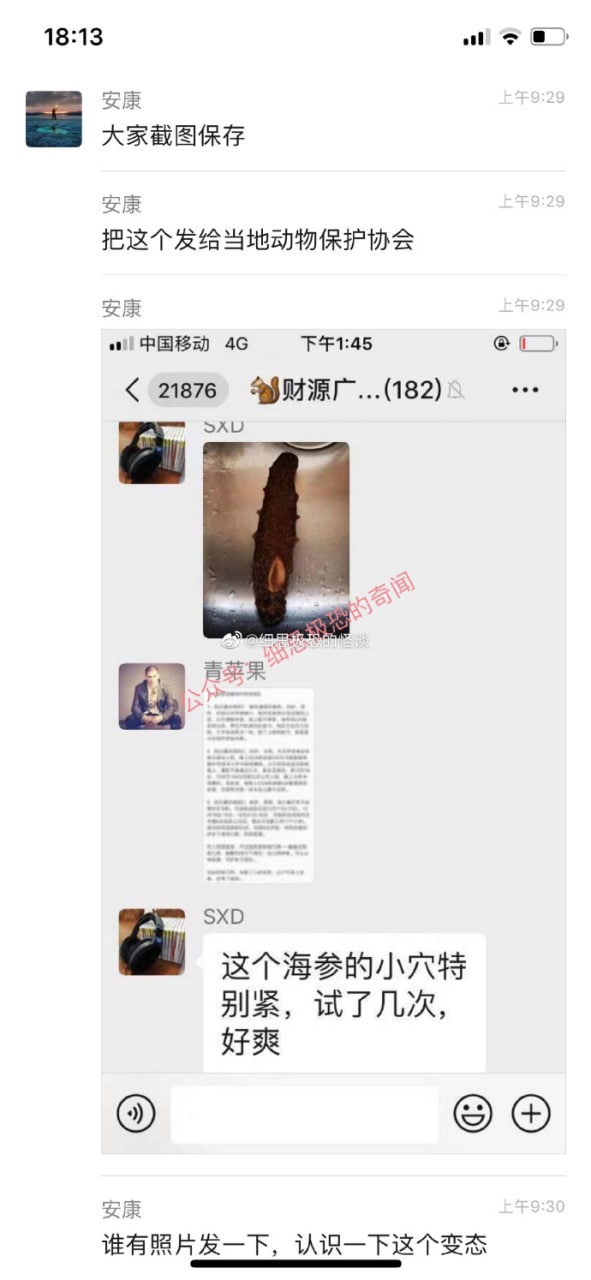 18:13
安康
上午9:29
大家截图保存
安康
上午9:29
把这个发给当地动物保护协会
安康
上午9:29
中国移动 4G 下午1:45
21876
财源广...(182)
SXD
@细思极恐的怪谈
公众号:细思极恐的奇闻
青苹果
SXD
这个海参的小穴特
别紧，试了几次，
好爽
安康
上午9:30
谁有照片发一下，认识一下这个变态